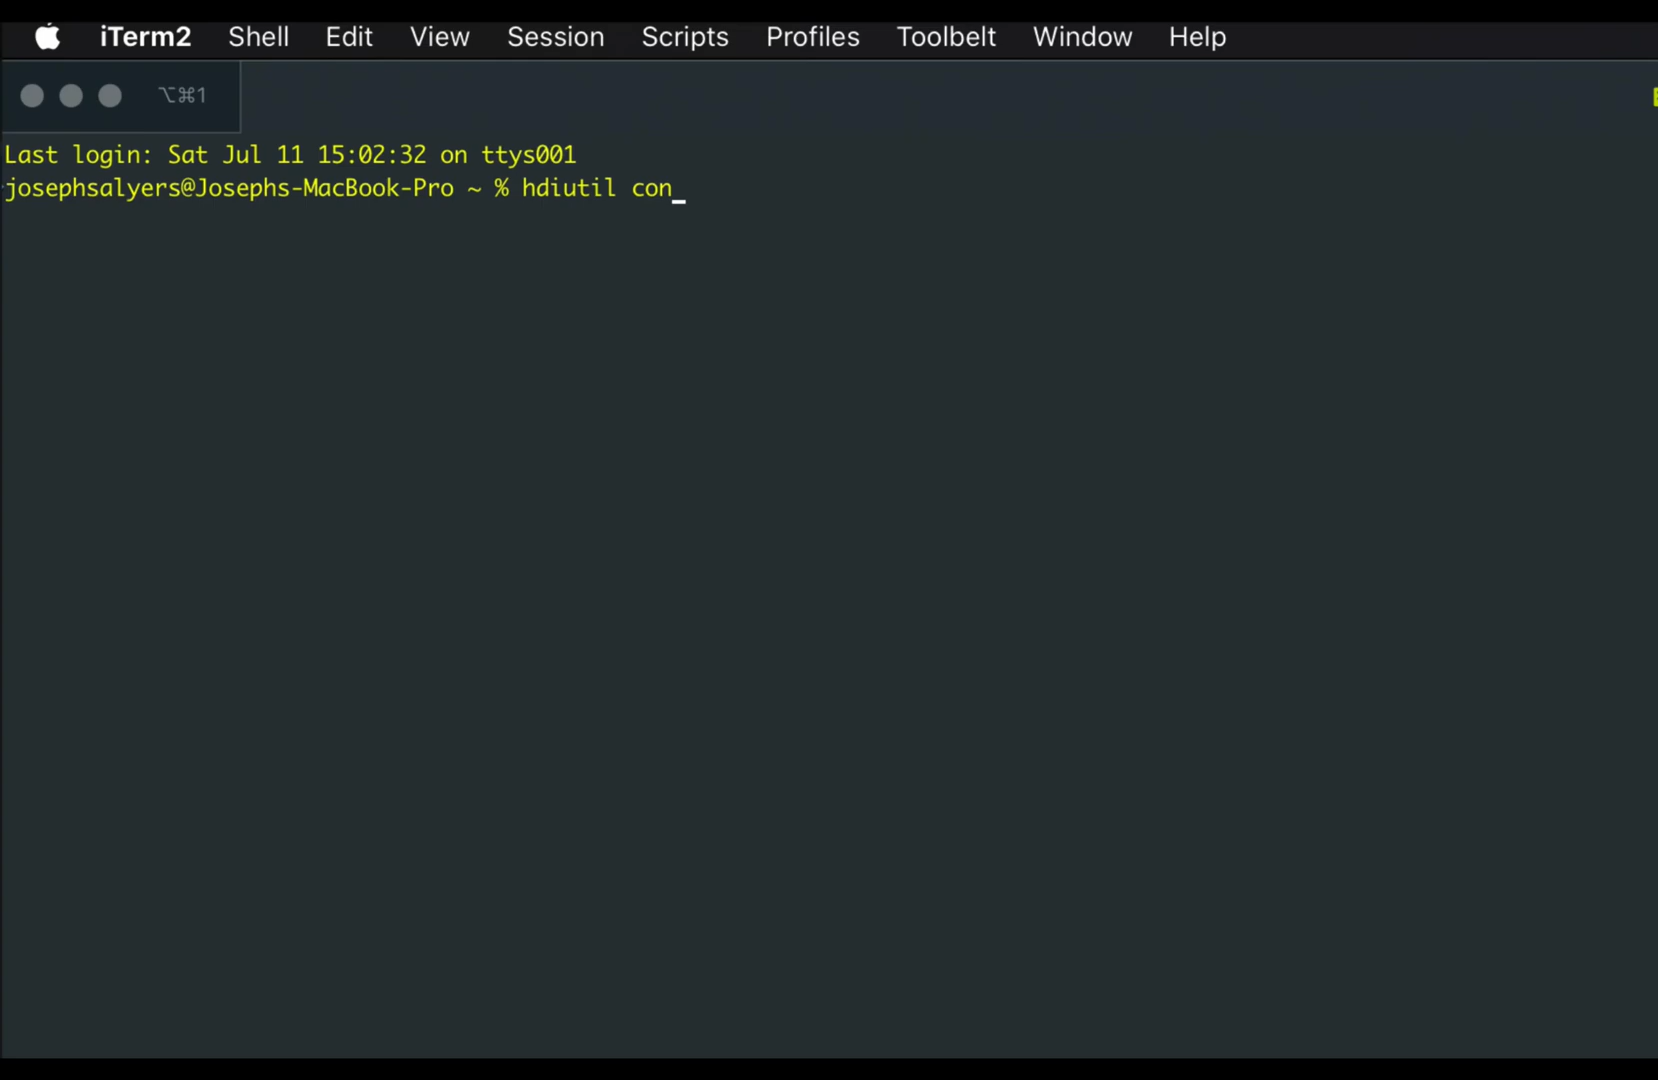 iTerm2 Shell Edit View Session Scripts Profiles Toolbelt Window Help
⌥⌘1
Last login: Sat Jul 11 15:02:32 on ttys001
josephsalyers@Josephs-MacBook-Pro ~ % hdiutil con